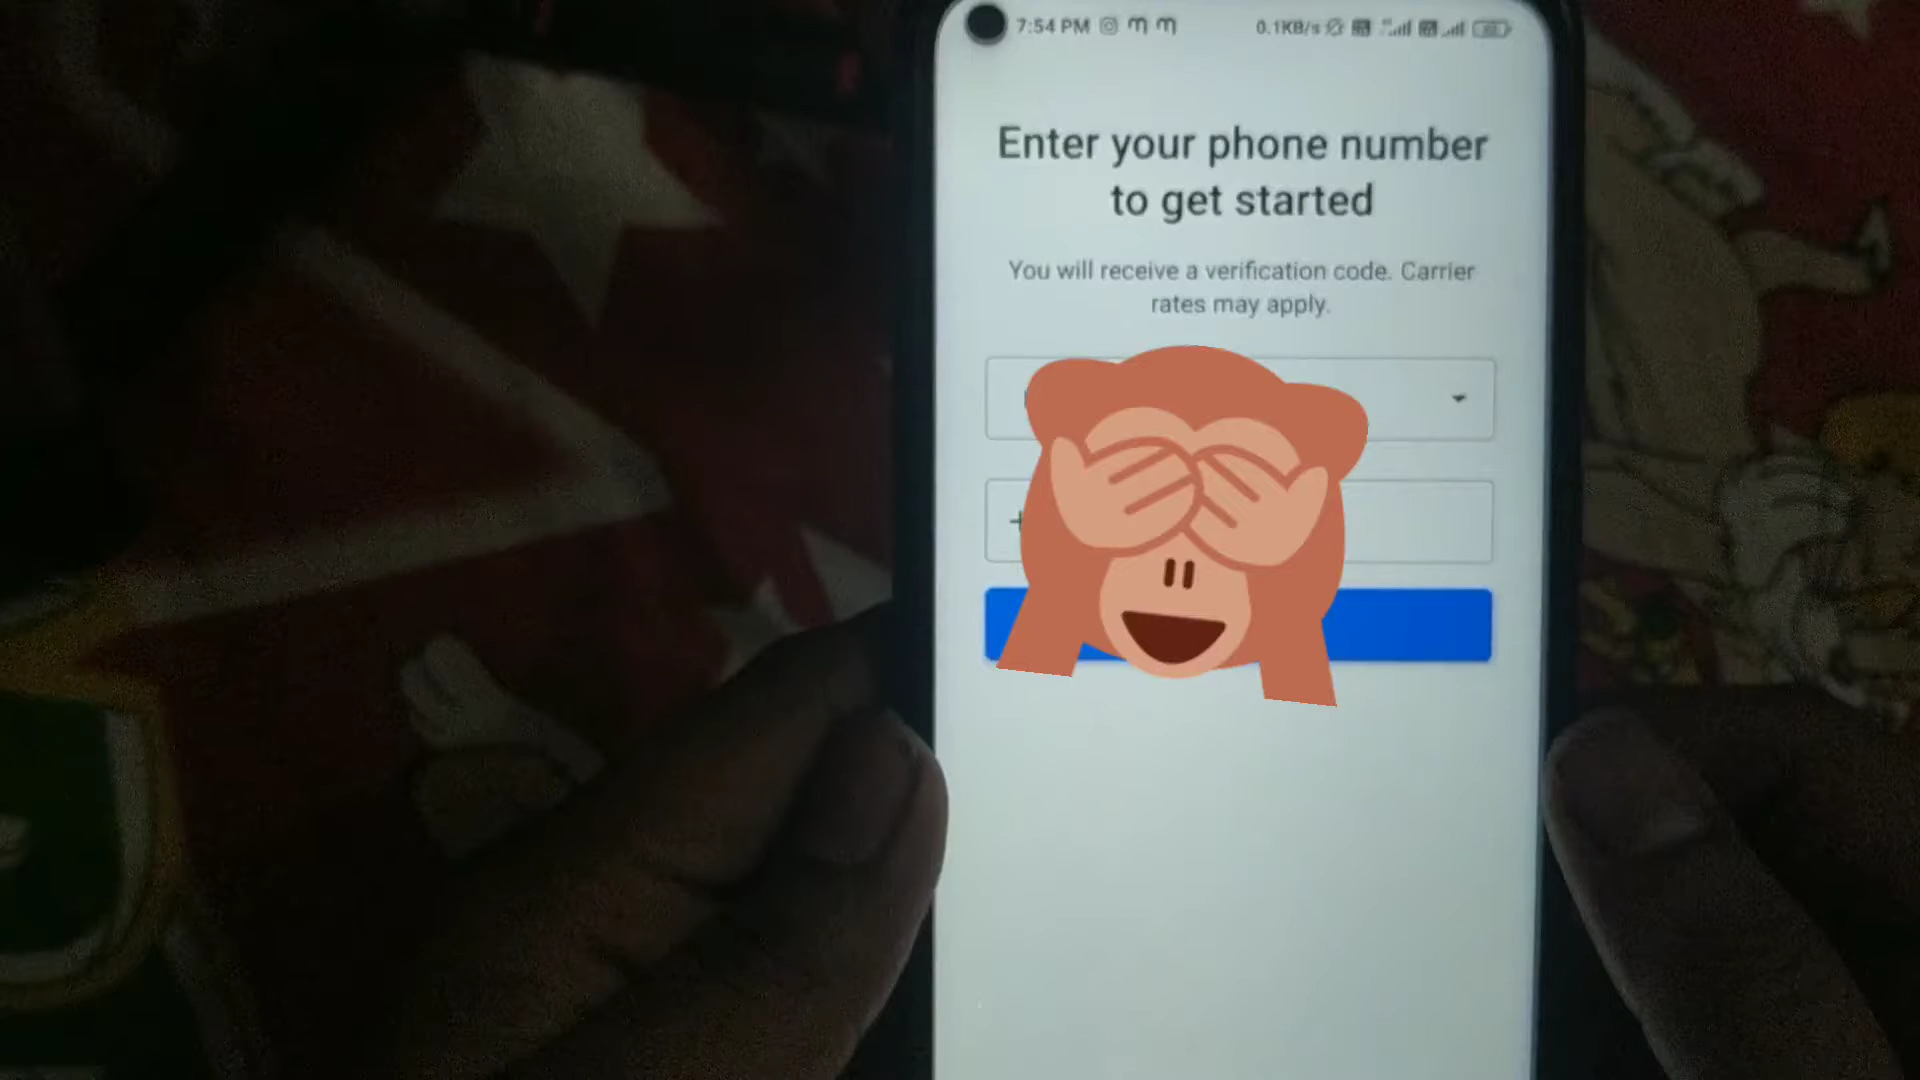 7:54 PM
0.1KB/s
Enter your phone number
to get started
You will receive a verification code. Carrier
rates may apply.
+